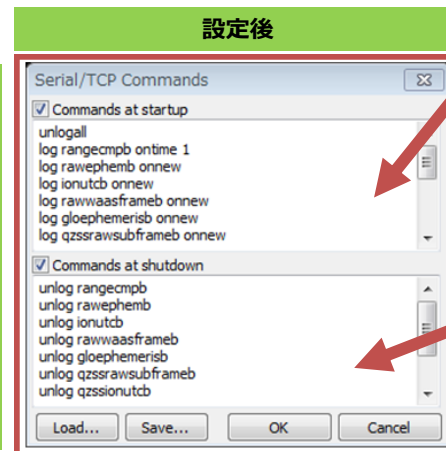 設定後
Serial/TCP Commands
Commands at startup
unlogall
log rangecmpb ontime 1
log rawephemb onnew
log ionutcb onnew
log rawwaasframeb onnew
log gloephemerisb onnew
log qzssrawsubframeb onnew
Commands at shutdown
unlog rangecmpb
unlog rawephemb
unlog ionutcb
unlog rawwaasframeb
unlog gloephemerisb
unlog qzssrawsubframeb
unlog qzssionutcb
Load... Save... OK Cancel